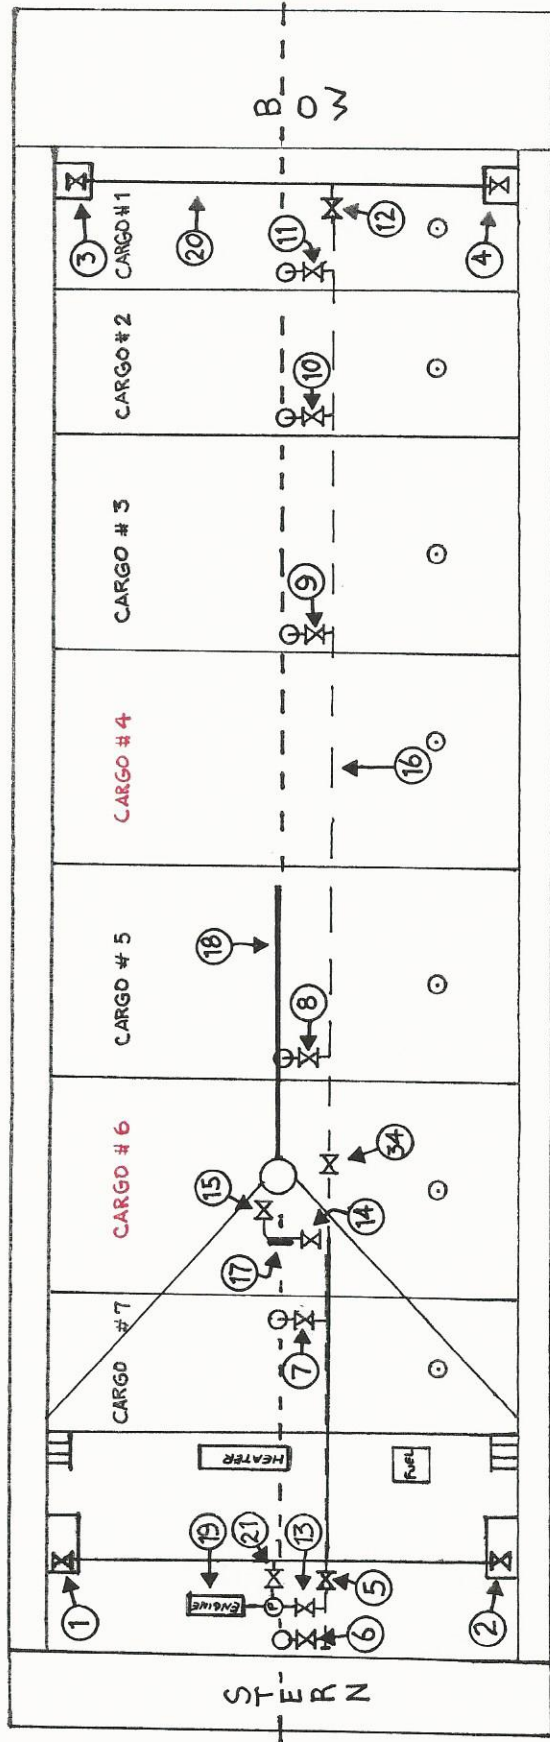 BOW
3
20
CARGO #1
11
12
4
CARGO #2
10
CARGO # 3
9
CARGO #4
16
CARGO # 5
18
8
CARGO # 6
15
34
14
17
CARGO #7
7
HEATER
FUEL
1
19
21
13
ENGINE
P
5
6
2
STERN